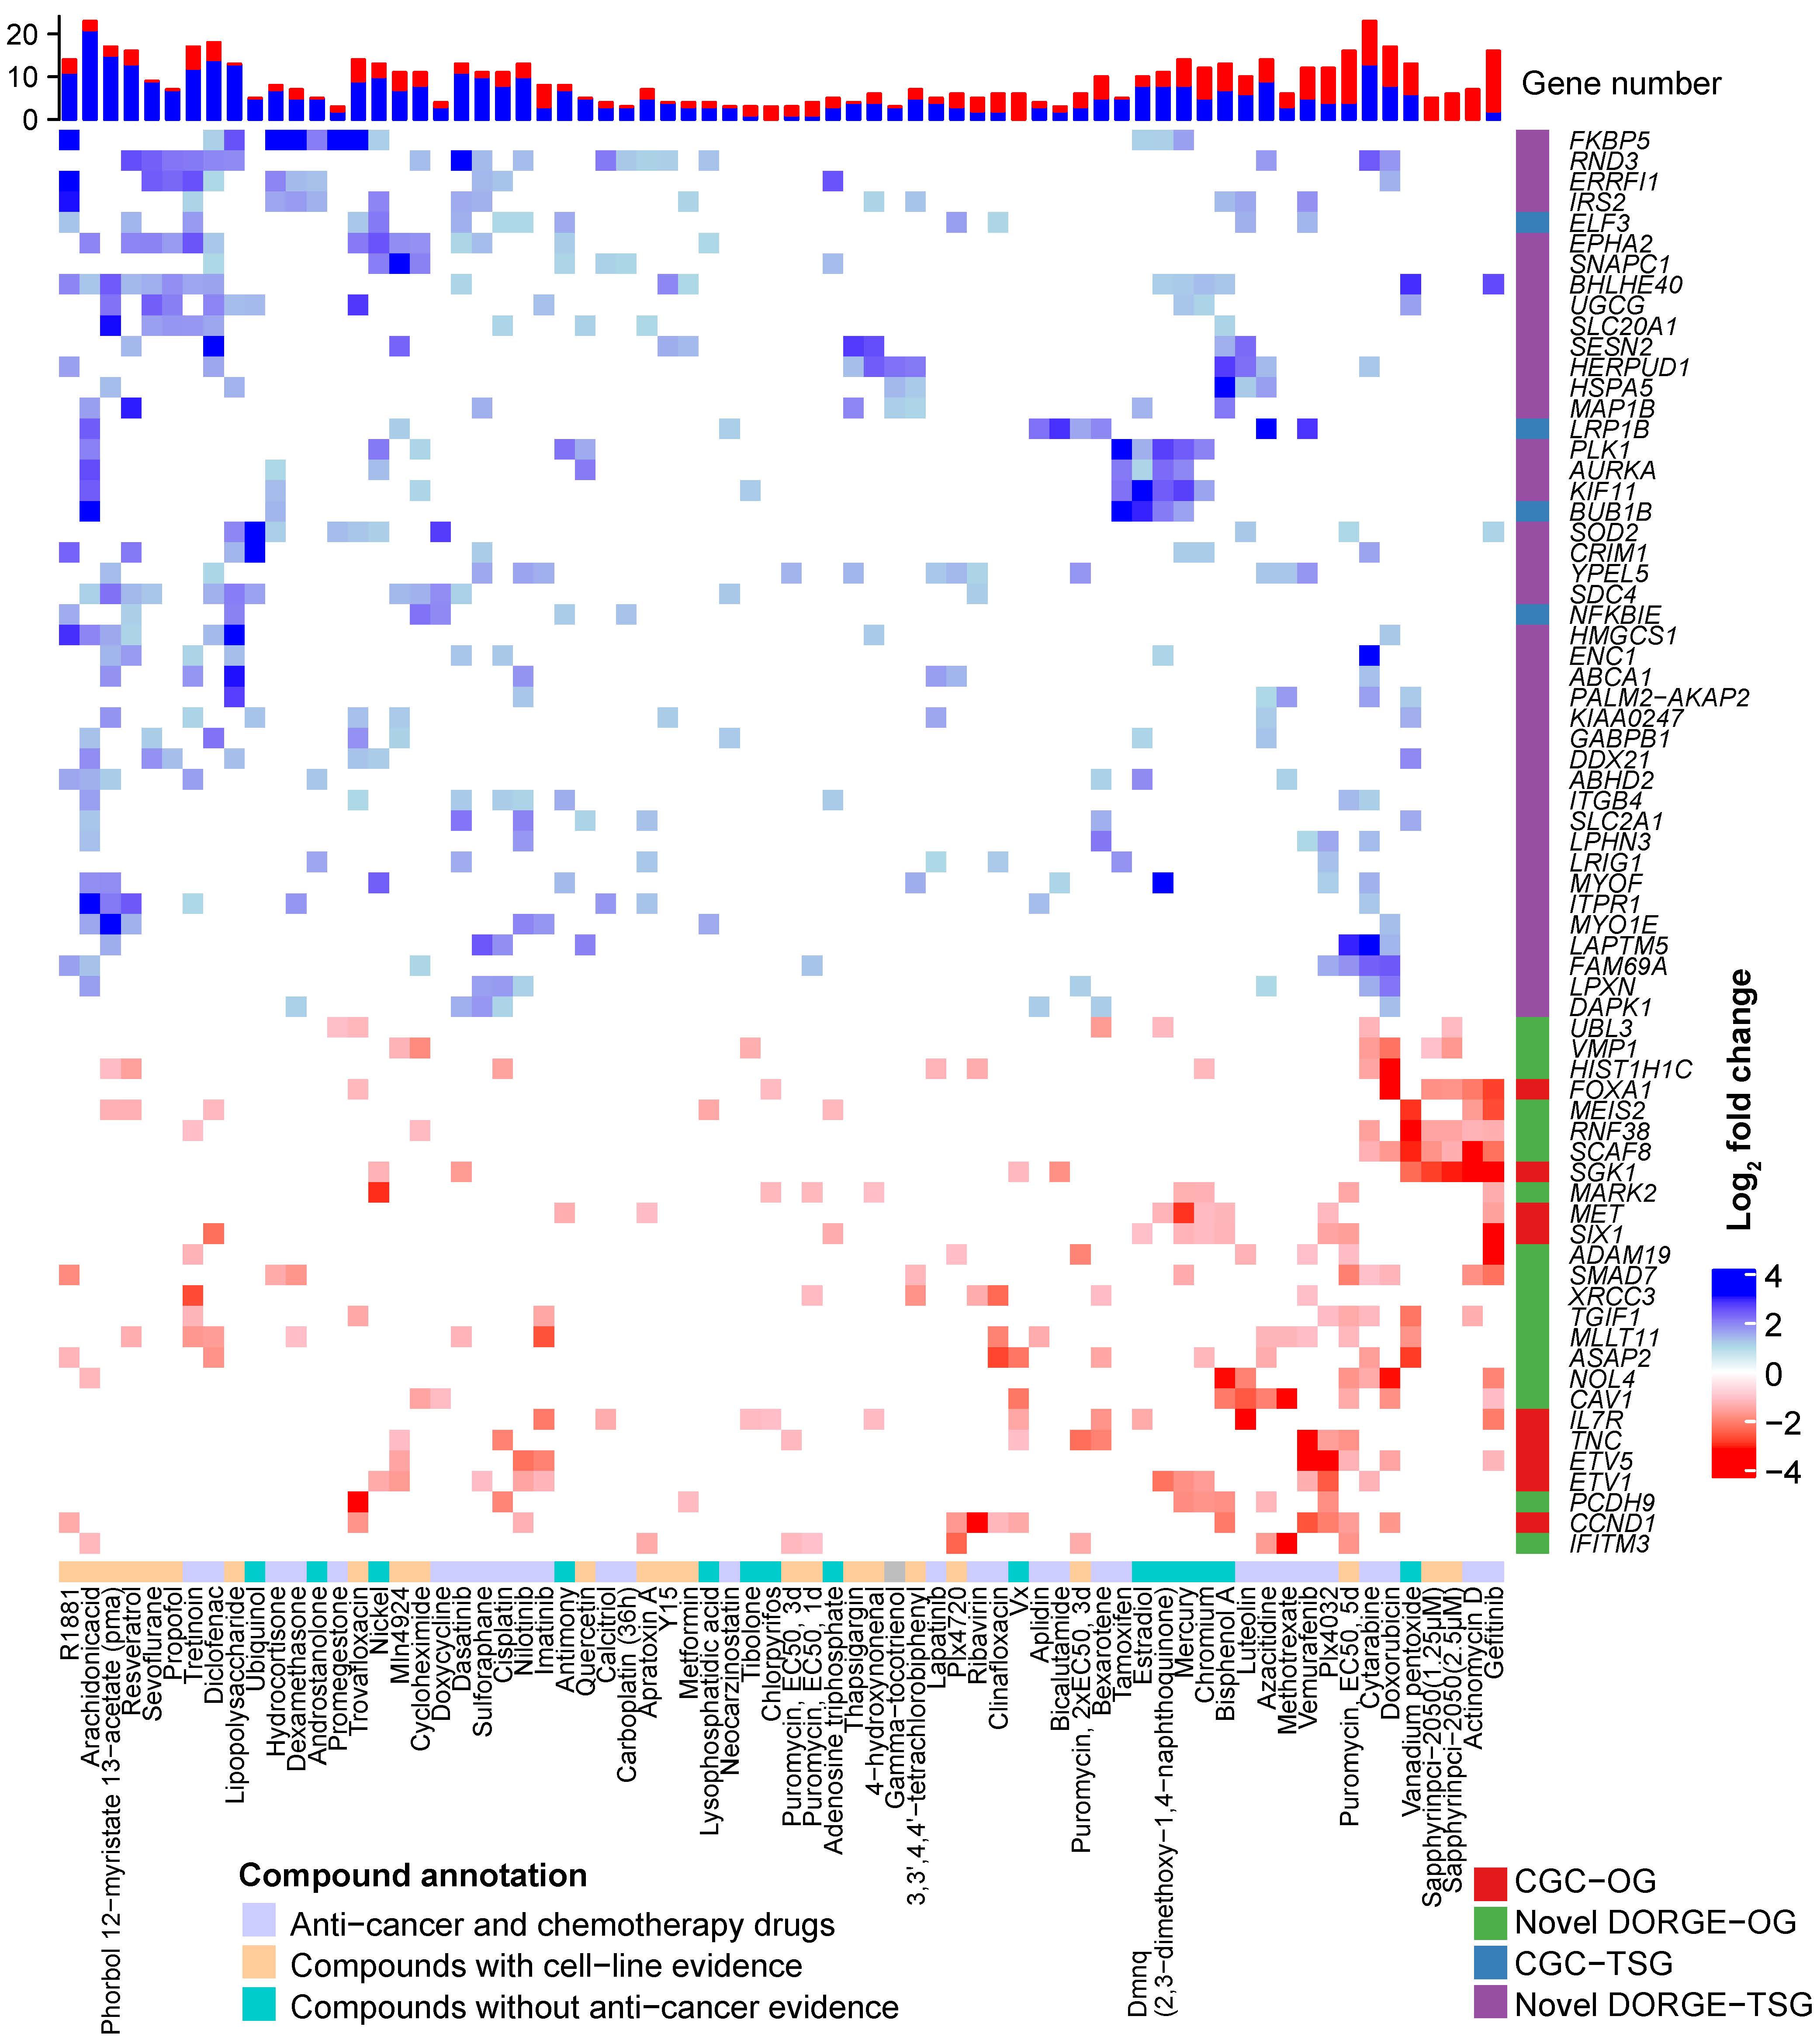 20
10
0
Gene number
FKBP5
RND3
ERRFI1
IRS2
ELF3
EPHA2
SNAPC1
BHLHE40
UGCG
SLC20A1
SESN2
HERPUD1
HSPA5
MAP1B
LRP1B
PLK1
AURKA
KIF11
BUB1B
SOD2
CRIM1
YPEL5
SDC4
NFKBIE
HMGCS1
ENC1
ABCA1
PALM2−AKAP2
KIAA0247
GABPB1
DDX21
ABHD2
ITGB4
SLC2A1
LPHN3
LRIG1
MYOF
ITPR1
MYO1E
LAPTM5
FAM69A
LPXN
DAPK1
UBL3
VMP1
HIST1H1C
FOXA1
MEIS2
RNF38
SCAF8
SGK1
MARK2
MET
SIX1
ADAM19
SMAD7
XRCC3
TGIF1
MLLT11
ASAP2
NOL4
CAV1
IL7R
TNC
ETV5
ETV1
PCDH9
CCND1
IFITM3
Log2 fold change
4
2
0
−2
−4
R1881
Arachidonicacid
Phorbol 12−myristate 13−acetate (pma)
Resveratrol
Sevoflurane
Propofol
Tretinoin
Diclofenac
Lipopolysaccharide
Ubiquinol
Hydrocortisone
Dexamethasone
Androstanolone
Promegestone
Trovafloxacin
Nickel
Mln4924
Cycloheximide
Doxycycline
Dasatinib
Sulforaphane
Cisplatin
Nilotinib
Imatinib
Antimony
Quercetin
Calcitriol
Carboplatin (36h)
Apratoxin A
Y15
Metformin
Lysophosphatidic acid
Neocarzinostatin
Tibolone
Chlorpyrifos
Puromycin, EC50, 3d
Puromycin, EC50, 1d
Adenosine triphosphate
Thapsigargin
4−hydroxynonenal
Gamma−tocotrienol
3,3',4,4'−tetrachlorobiphenyl
Lapatinib
Plx4720
Ribavirin
Clinafloxacin
Vx
Aplidin
Bicalutamide
Puromycin, 2xEC50, 3d
Bexarotene
Tamoxifen
Estradiol
Dmnq
(2,3−dimethoxy−1,4−naphthoquinone)
Mercury
Chromium
Bisphenol A
Luteolin
Azacitidine
Methotrexate
Vemurafenib
Plx4032
Puromycin, EC50, 5d
Cytarabine
Doxorubicin
Vanadium pentoxide
Sapphyrinpci−2050(1.25μM)
Sapphyrinpci−2050(2.5μM)
Actinomycin D
Gefitinib
Compound annotation
Anti−cancer and chemotherapy drugs
Compounds with cell−line evidence
Compounds without anti−cancer evidence
CGC−OG
Novel DORGE−OG
CGC−TSG
Novel DORGE−TSG